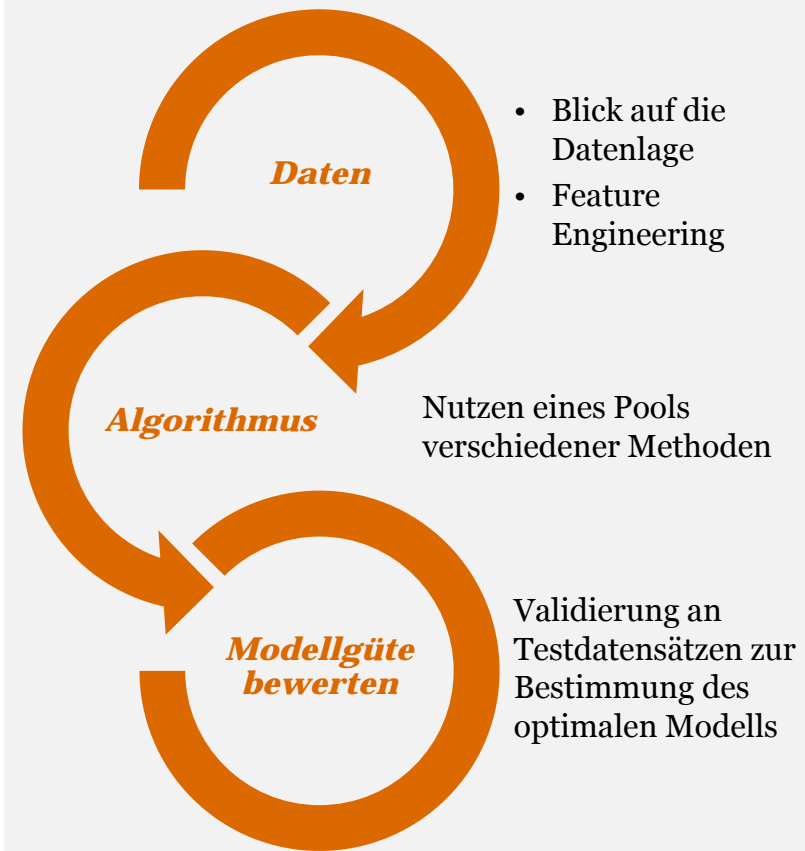 Daten
• Blick auf die
Datenlage
• Feature
Engineering
Algorithmus
Nutzen eines Pools
verschiedener Methoden
Modellgüte
bewerten
Validierung an
Testdatensätzen zur
Bestimmung des
optimalen Modells